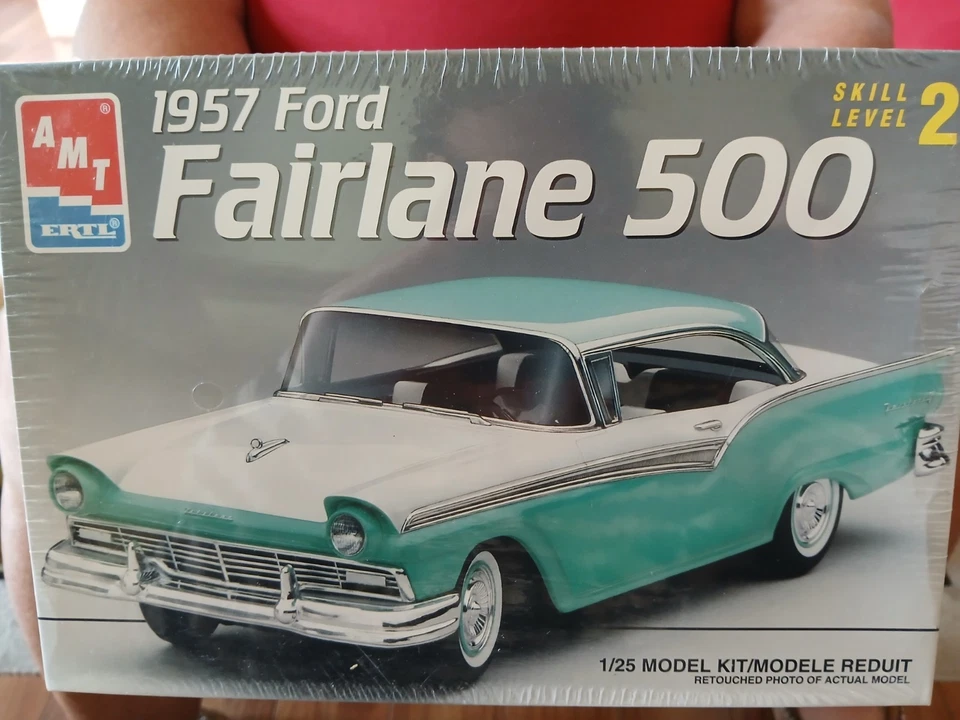 AMT®
ERTL®
1957 Ford
Fairlane 500
SKILL
LEVEL 2
1/25 MODEL KIT/MODELE REDUIT
RETOUCHED PHOTO OF ACTUAL MODEL